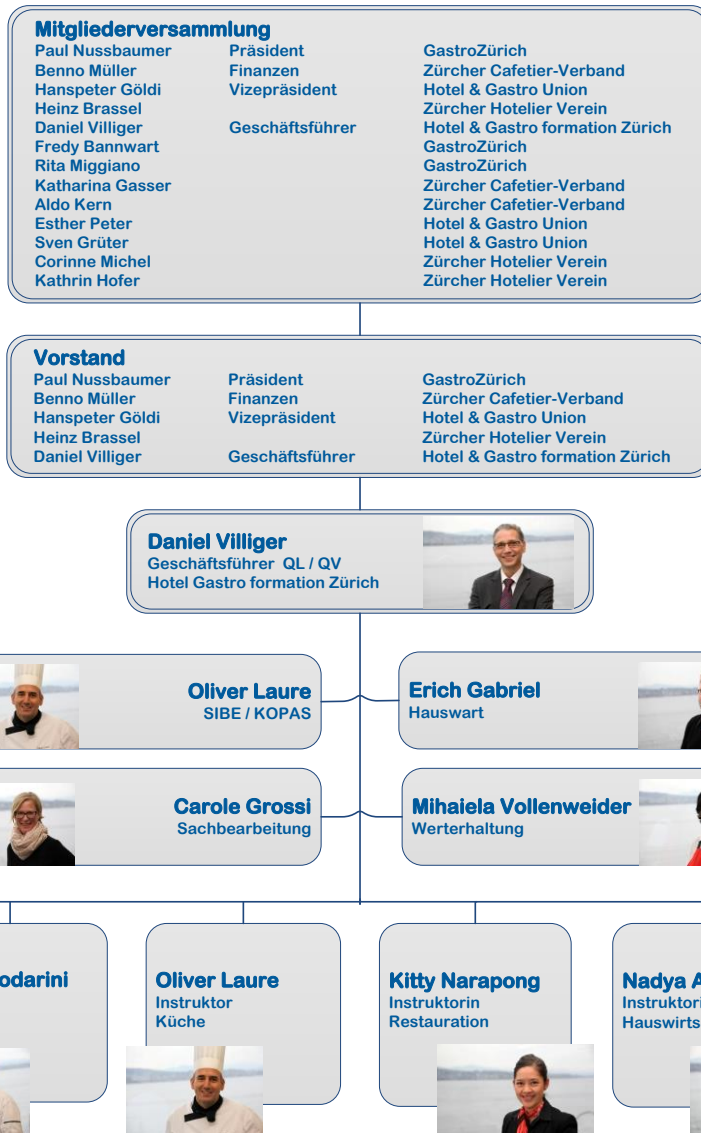 Mitgliederversammlung
Paul Nussbaumer Präsident GastroZürich
Benno Müller Finanzen Zürcher Cafetier-Verband
Hanspeter Göldi Vizepräsident Hotel & Gastro Union
Heinz Brassel Zürcher Hotelier Verein
Daniel Villiger Geschäftsführer Hotel & Gastro formation Zürich
Fredy Bannwart GastroZürich
Rita Miggiano GastroZürich
Katharina Gasser Zürcher Cafetier-Verband
Aldo Kern Zürcher Cafetier-Verband
Esther Peter Hotel & Gastro Union
Sven Grüter Hotel & Gastro Union
Corinne Michel Zürcher Hotelier Verein
Kathrin Hofer Zürcher Hotelier Verein
Vorstand
Paul Nussbaumer Präsident GastroZürich
Benno Müller Finanzen Zürcher Cafetier-Verband
Hanspeter Göldi Vizepräsident Hotel & Gastro Union
Heinz Brassel Zürcher Hotelier Verein
Daniel Villiger Geschäftsführer Hotel & Gastro formation Zürich
Daniel Villiger
Geschäftsführer QL / QV
Hotel Gastro formation Zürich
Oliver Laure
SIBE / KOPAS
Erich Gabriel
Hauswart
Carole Grossi
Sachbearbeitung
Mihaiela Vollenweider
Werterhaltung
odarini
Oliver Laure
Instruktor
Küche
Kitty Narapong
Instruktorin
Restauration
Nadya A
Instruktori
Hauswirts